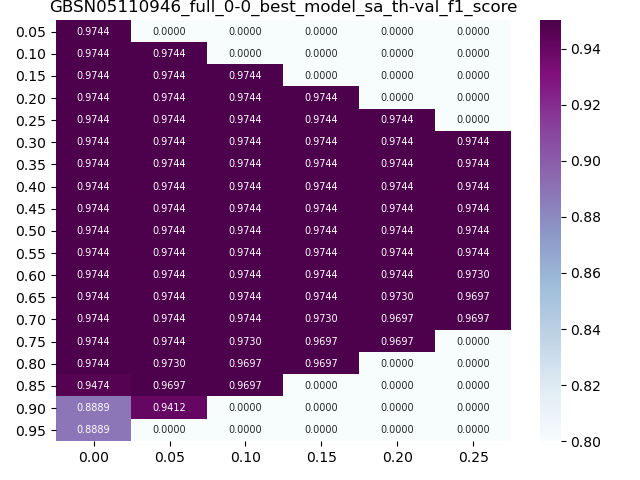 GBSN05110946_full_0-0_best_model_sa_th-val_f1_score
0.05 0.9744 0.0000 0.0000 0.0000 0.0000 0.0000
0.10 0.9744 0.9744 0.0000 0.0000 0.0000 0.0000
0.15 0.9744 0.9744 0.9744 0.0000 0.0000 0.0000
0.20 0.9744 0.9744 0.9744 0.9744 0.0000 0.0000
0.25 0.9744 0.9744 0.9744 0.9744 0.9744 0.0000
0.30 0.9744 0.9744 0.9744 0.9744 0.9744 0.9744
0.35 0.9744 0.9744 0.9744 0.9744 0.9744 0.9744
0.40 0.9744 0.9744 0.9744 0.9744 0.9744 0.9744
0.45 0.9744 0.9744 0.9744 0.9744 0.9744 0.9744
0.50 0.9744 0.9744 0.9744 0.9744 0.9744 0.9744
0.55 0.9744 0.9744 0.9744 0.9744 0.9744 0.9744
0.60 0.9744 0.9744 0.9744 0.9744 0.9744 0.9730
0.65 0.9744 0.9744 0.9744 0.9744 0.9730 0.9697
0.70 0.9744 0.9744 0.9744 0.9730 0.9697 0.9697
0.75 0.9744 0.9744 0.9730 0.9697 0.9697 0.0000
0.80 0.9744 0.9730 0.9697 0.9697 0.0000 0.0000
0.85 0.9474 0.9697 0.9697 0.0000 0.0000 0.0000
0.90 0.8889 0.9412 0.0000 0.0000 0.0000 0.0000
0.95 0.8889 0.0000 0.0000 0.0000 0.0000 0.0000
0.00 0.05 0.10 0.15 0.20 0.25
0.94
0.92
0.90
0.88
0.86
0.84
0.82
0.80